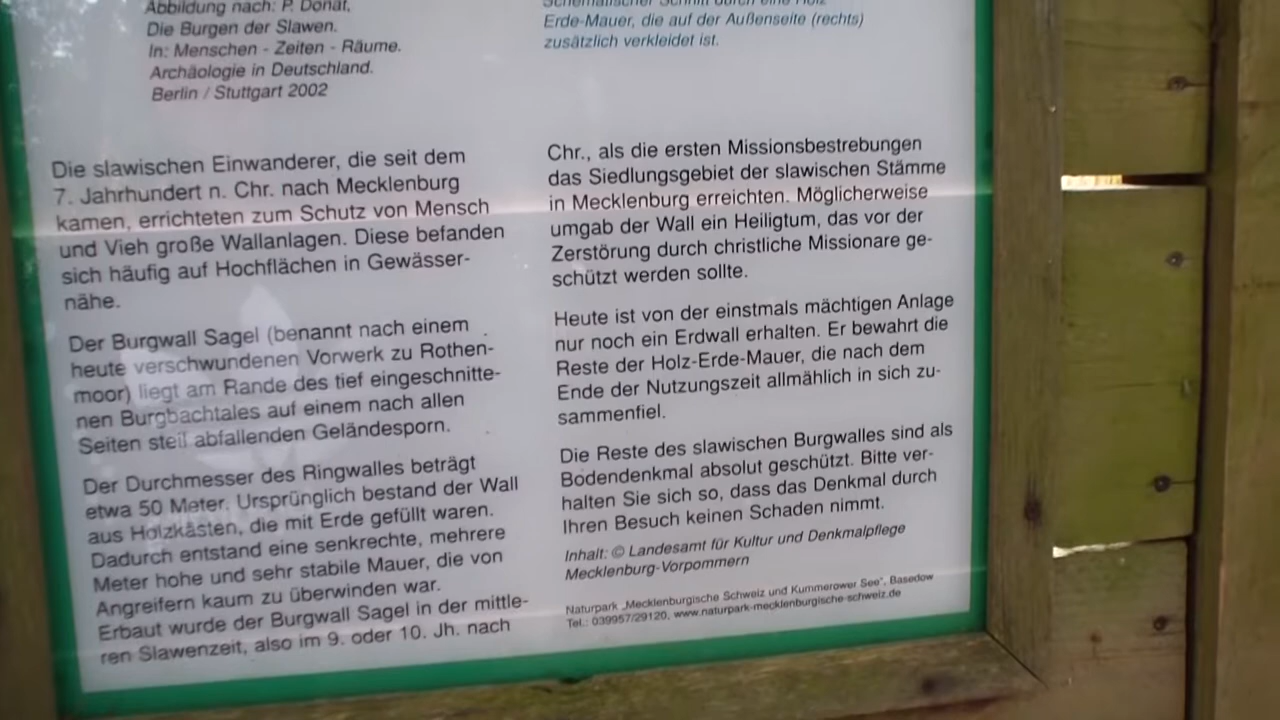 Abbildung nach: P. Donat,
Die Burgen der Slawen.
In: Menschen - Zeiten - Räume.
Archäologie in Deutschland.
Berlin / Stuttgart 2002
Schematischer Schnitt durch eine Holz-
Erde-Mauer, die auf der Außenseite (rechts)
zusätzlich verkleidet ist.
Die slawischen Einwanderer, die seit dem
7. Jahrhundert n. Chr. nach Mecklenburg
kamen, errichteten zum Schutz von Mensch
und Vieh große Wallanlagen. Diese befanden
sich häufig auf Hochflächen in Gewässer-
nähe.
Der Burgwall Sagel (benannt nach einem
heute verschwundenen Vorwerk zu Rothen-
moor) liegt am Rande des tief eingeschnitte-
nen Burgbachtales auf einem nach allen
Seiten steil abfallenden Geländesporn.
Der Durchmesser des Ringwalles beträgt
etwa 50 Meter. Ursprünglich bestand der Wall
aus Holzkästen, die mit Erde gefüllt waren.
Dadurch entstand eine senkrechte, mehrere
Meter hohe und sehr stabile Mauer, die von
Angreifern kaum zu überwinden war.
Erbaut wurde der Burgwall Sagel in der mittle-
ren Slawenzeit, also im 9. oder 10. Jh. nach
Chr., als die ersten Missionsbestrebungen
das Siedlungsgebiet der slawischen Stämme
in Mecklenburg erreichten. Möglicherweise
umgab der Wall ein Heiligtum, das vor der
Zerstörung durch christliche Missionare ge-
schützt werden sollte.
Heute ist von der einstmals mächtigen Anlage
nur noch ein Erdwall erhalten. Er bewahrt die
Reste der Holz-Erde-Mauer, die nach dem
Ende der Nutzungszeit allmählich in sich zu-
sammenfiel.
Die Reste des slawischen Burgwalles sind als
Bodendenkmal absolut geschützt. Bitte ver-
halten Sie sich so, dass das Denkmal durch
Ihren Besuch keinen Schaden nimmt.
Inhalt: © Landesamt für Kultur und Denkmalpflege
Mecklenburg-Vorpommern
Naturpark „Mecklenburgische Schweiz und Kummerower See", Basedow
Tel.: 039957/29120, www.naturpark-mecklenburgische-schweiz.de